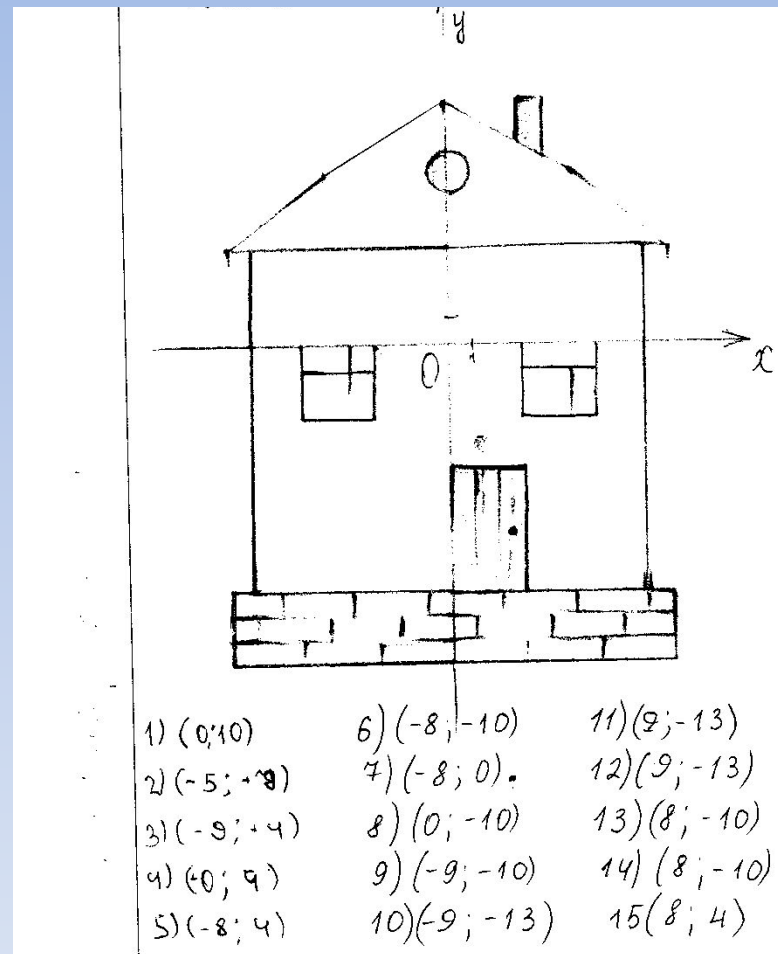 y
x
0
1) (0;10)
2) (-5;
3) (-9;+4)
4)
5) (-8; 4)
6) (-8; -10)
7) (-8; 0).
8) (0; -10)
9) (-9; -10)
10) (-9; -13)
11) (9; -13)
12) (9; -13)
13) (8; -10)
14) (8; -10)
15(8; 4)